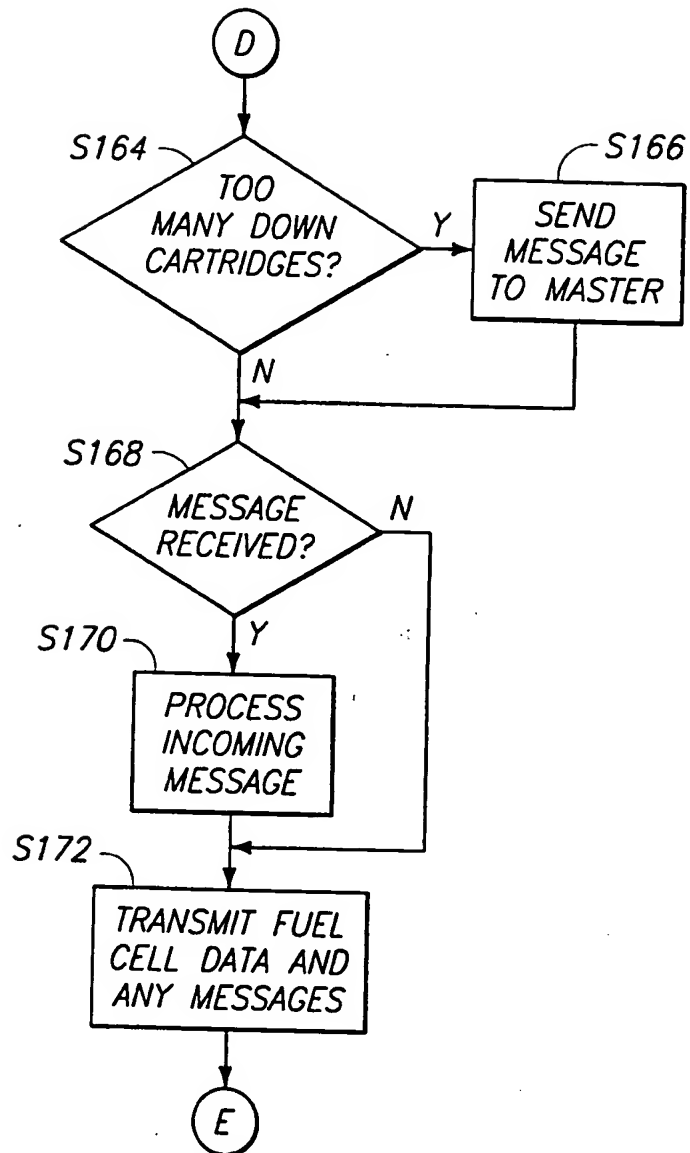 D
S164
TOO
MANY DOWN
CARTRIDGES?
Y
S166
SEND
MESSAGE
TO MASTER
N
S168
MESSAGE
RECEIVED?
N
Y
S170
PROCESS
INCOMING
MESSAGE
S172
TRANSMIT FUEL
CELL DATA AND
ANY MESSAGES
E